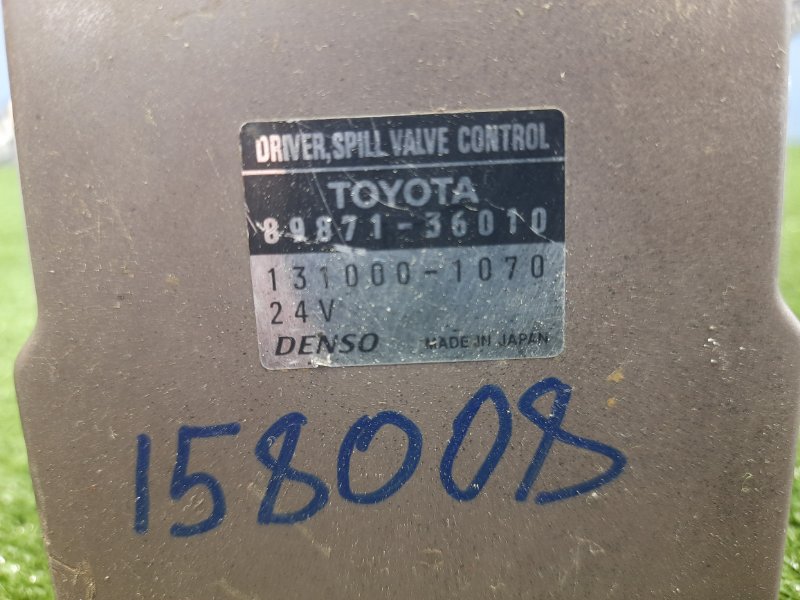 DRIVER,SPILL VALVE CONTROL
TOYOTA
89871-36010
131000-1070
24V
DENSO MADE IN JAPAN
158008